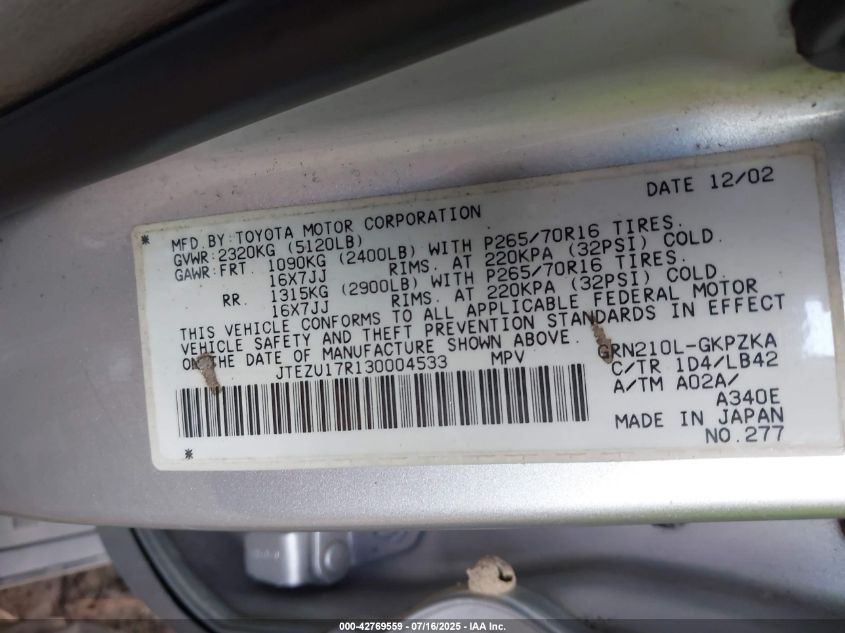 DATE 12/02
* MFD.BY:TOYOTA MOTOR CORPORATION
GVWR:2320KG (5120LB)
GAWR:FRT 1090KG (2400LB) WITH P265/70R16 TIRES.
16X7JJ RIMS. AT 220KPA (32PSI) COLD.
RR. 1315KG (2900LB) WITH P265/70R16 TIRES.
16X7JJ RIMS. AT 220KPA (32PSI) COLD.
THIS VEHICLE CONFORMS TO ALL APPLICABLE FEDERAL MOTOR
VEHICLE SAFETY AND THEFT PREVENTION STANDARDS IN EFFECT
ON THE DATE OF MANUFACTURE SHOWN ABOVE.
JTEZU17R130004533 MPV
GRN210L-GKPZKA
C/TR 1D4/LB42
A/TM A02A/
A340E
MADE IN JAPAN
NO.277
*
000-42769559 - 07/16/2025 - IAA Inc.